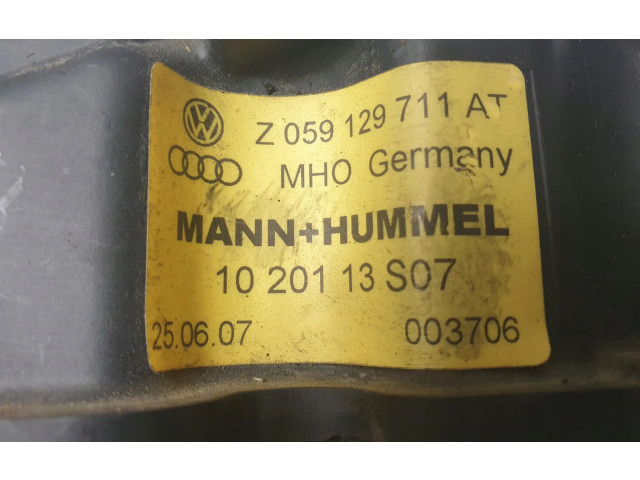 Z 059 129 711 AT
MHO Germany
MANN+HUMMEL
10 201 13 S07
25.06.07 003706